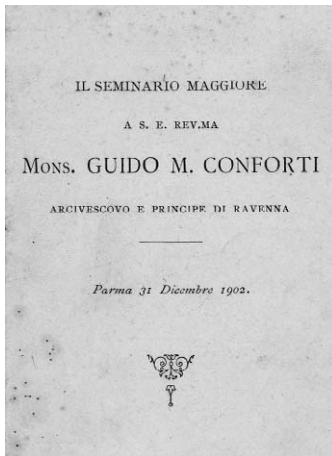 IL SEMINARIO MAGGIORE
A S. E. REV.MA
MONS. GUIDO M. CONFORTI
ARCIVESCOVO E PRINCIPE DI RAVENNA
Parma 31 Dicembre 1902.